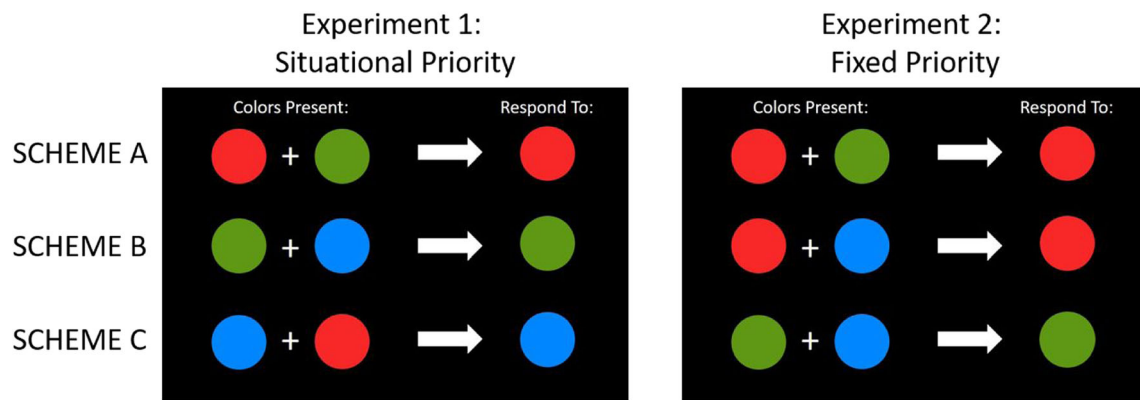 Experiment 1:
Situational Priority
Experiment 2:
Fixed Priority
Colors Present:
Respond To:
Colors Present:
Respond To:
SCHEME A
+
+
SCHEME B
+
+
SCHEME C
+
+